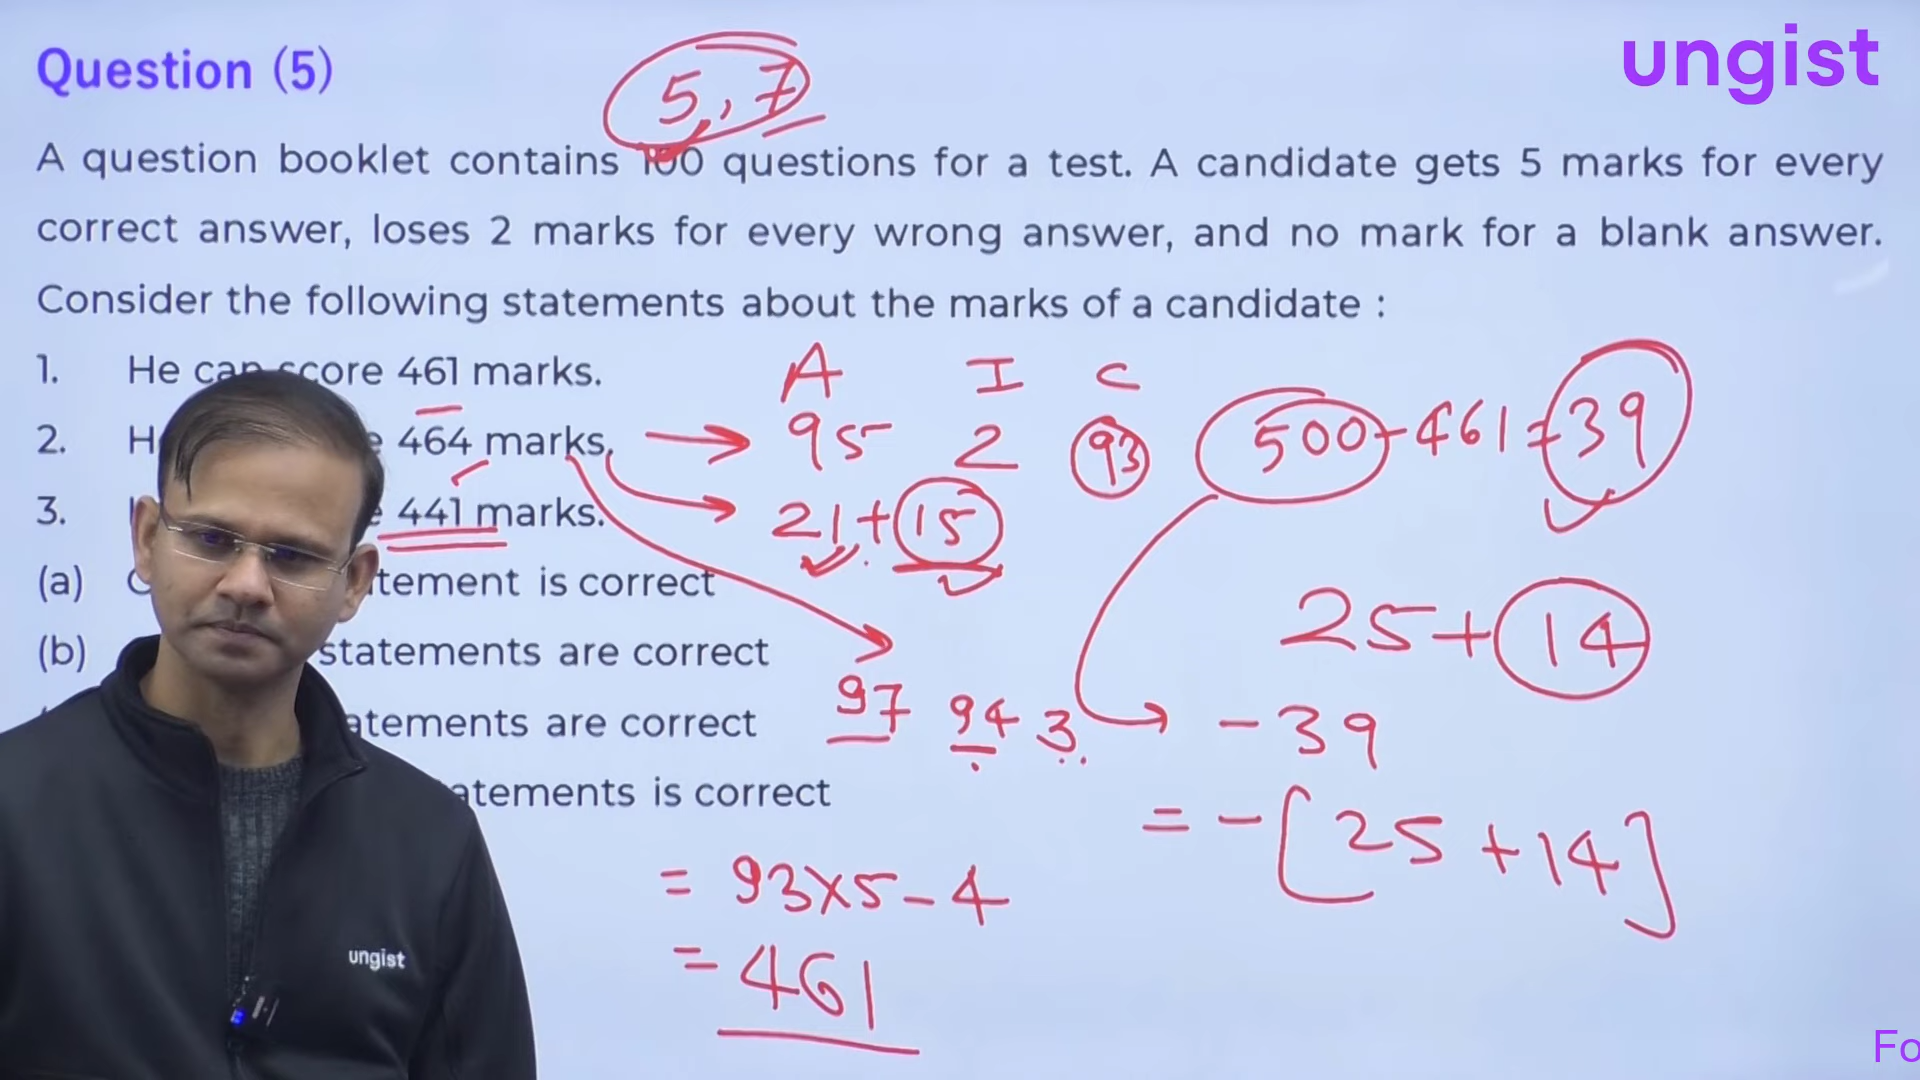 Question (5)
5, 7
ungist
A question booklet contains 100 questions for a test. A candidate gets 5 marks for every
correct answer, loses 2 marks for every wrong answer, and no mark for a blank answer.
Consider the following statements about the marks of a candidate :
1. He can score 461 marks.
A I C
2. 464 marks.
95 2 93
500-461=39
3. 441 marks.
21+15
(a) tement is correct
25+14
(b) statements are correct
97 94 3
-39
atements are correct
atements is correct
= -[25+14]
= 93x5-4
= 461
ungist
Fo